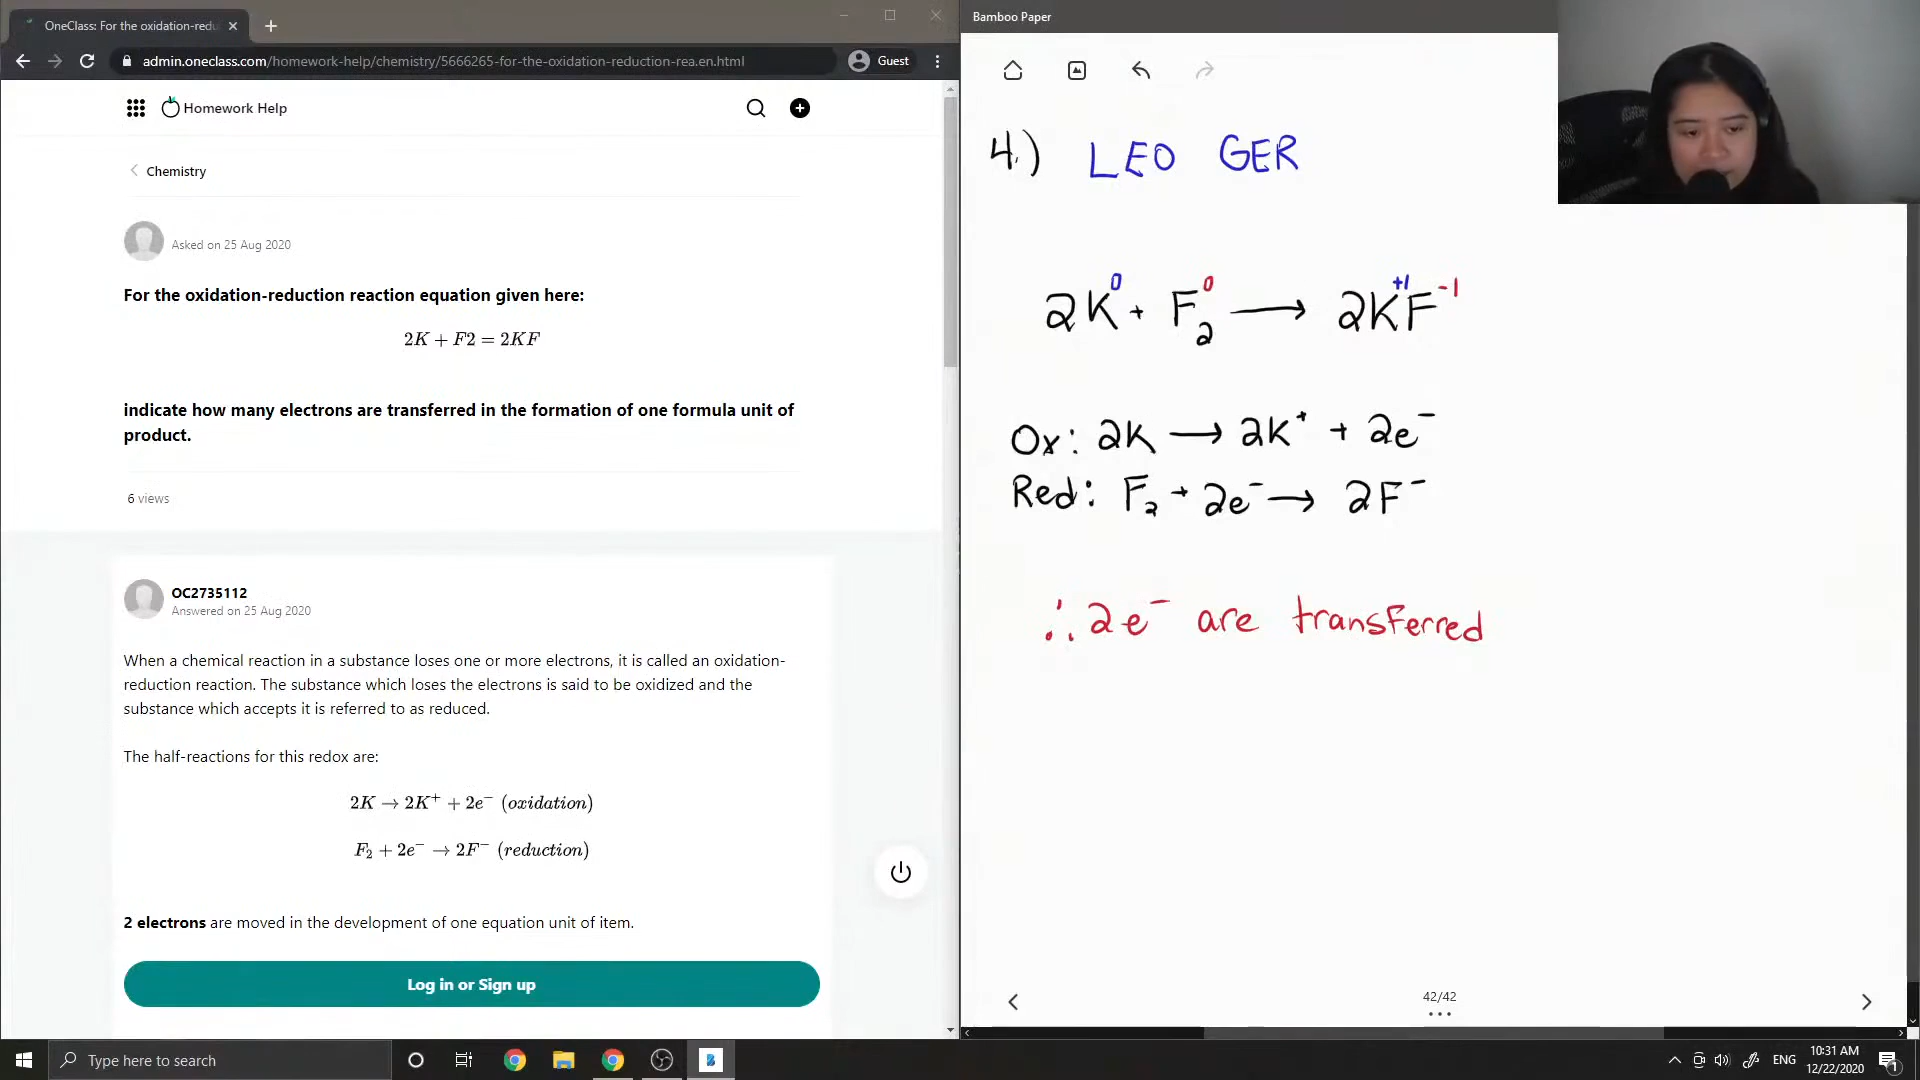 OneClass: For the oxidation-redu
admin.oneclass.com/homework-help/chemistry/5666265-for-the-oxidation-reduction-rea.en.html
Guest
Homework Help
Chemistry
Asked on 25 Aug 2020
For the oxidation-reduction reaction equation given here:
2K + F2 = 2KF
indicate how many electrons are transferred in the formation of one formula unit of
product.
6 views
OC2735112
Answered on 25 Aug 2020
When a chemical reaction in a substance loses one or more electrons, it is called an oxidation-
reduction reaction. The substance which loses the electrons is said to be oxidized and the
substance which accepts it is referred to as reduced.
The half-reactions for this redox are:
2K → 2K⁺ + 2e⁻ (oxidation)
F₂ + 2e⁻ → 2F⁻ (reduction)
2 electrons are moved in the development of one equation unit of item.
Log in or Sign up
Bamboo Paper
4.) LEO GER
2K⁰ + F₂⁰ → 2K⁺¹F⁻¹
Ox: 2K → 2K⁺ + 2e⁻
Red: F₂ + 2e⁻ → 2F⁻
∴ 2e⁻ are transferred
42/42
Type here to search
ENG
10:31 AM
12/22/2020
1